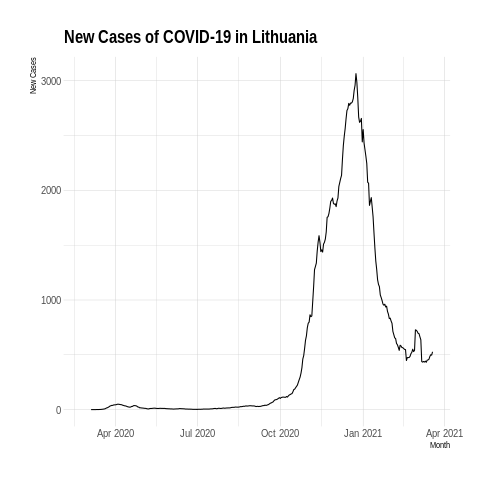 New Cases of COVID-19 in Lithuania
New Cases
3000
2000
1000
0
Apr 2020 Jul 2020 Oct 2020 Jan 2021 Apr 2021
Month